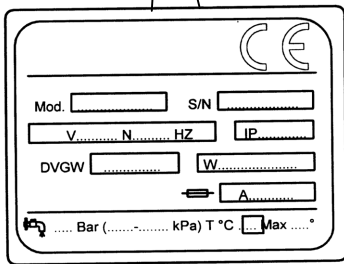 CE
Mod. .................... S/N ....................
V........... N.......... HZ IP.............
DVGW .............. W.......................
A............
..... Bar (.......-........ kPa) T °C .... Max .....°